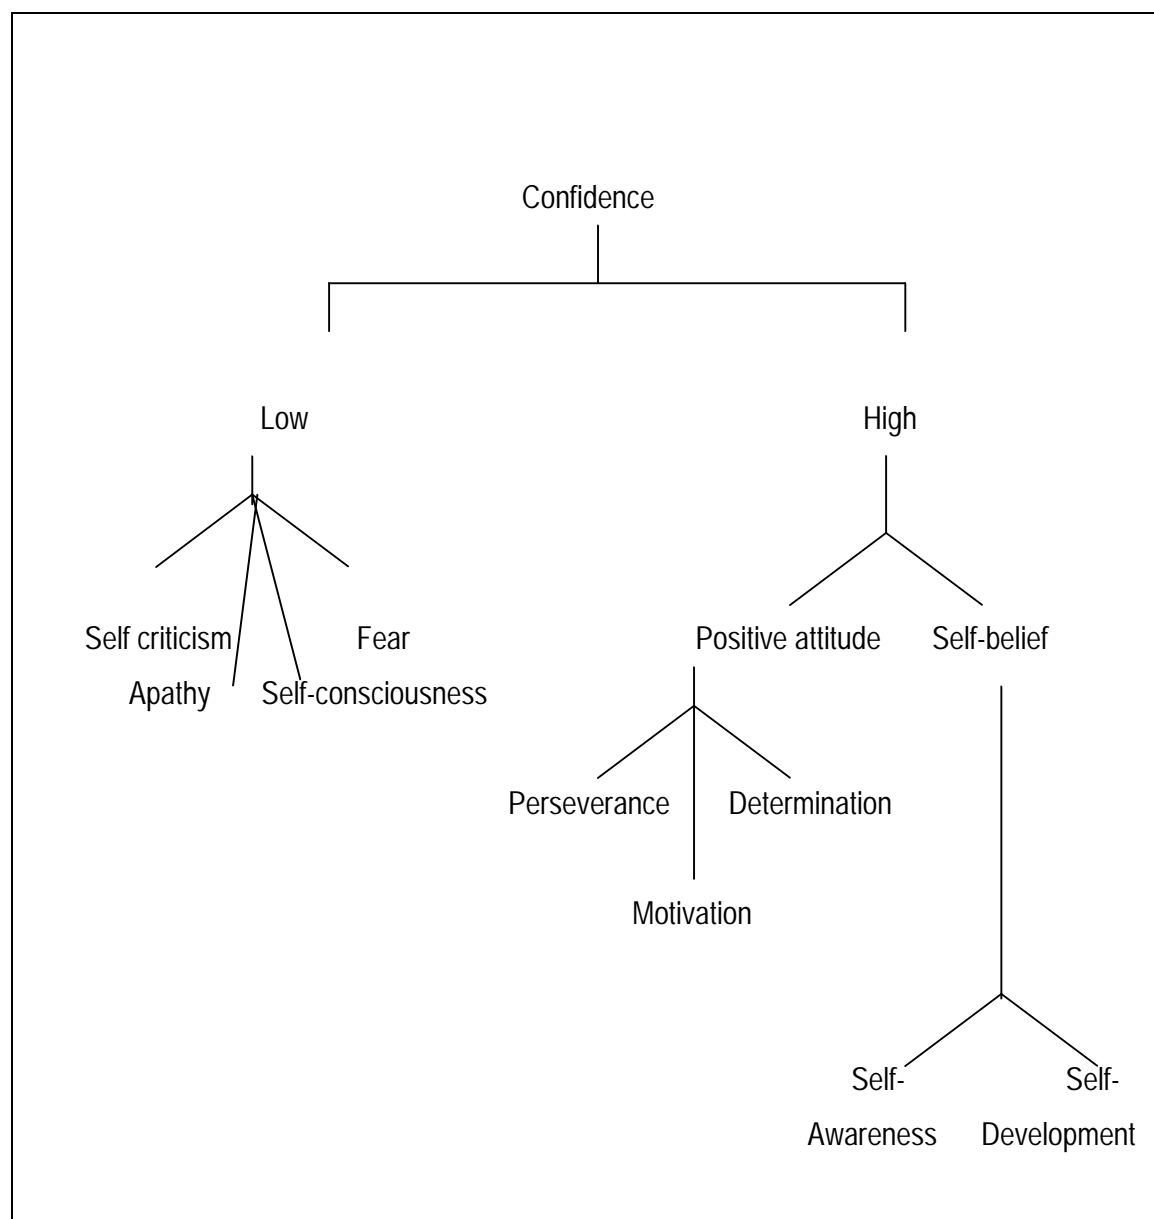 Confidence
Low High
Self criticism Fear Positive attitude Self-belief
Apathy Self-consciousness
Perseverance Determination
Motivation
Self- Self-
Awareness Development